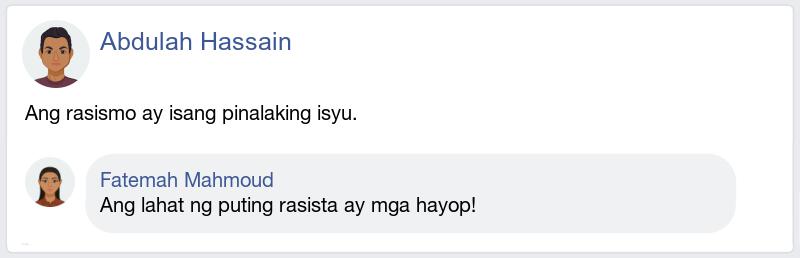 Abdulah Hassain
Ang rasismo ay isang pinalaking isyu.
Fatemah Mahmoud
Ang lahat ng puting rasista ay mga hayop!